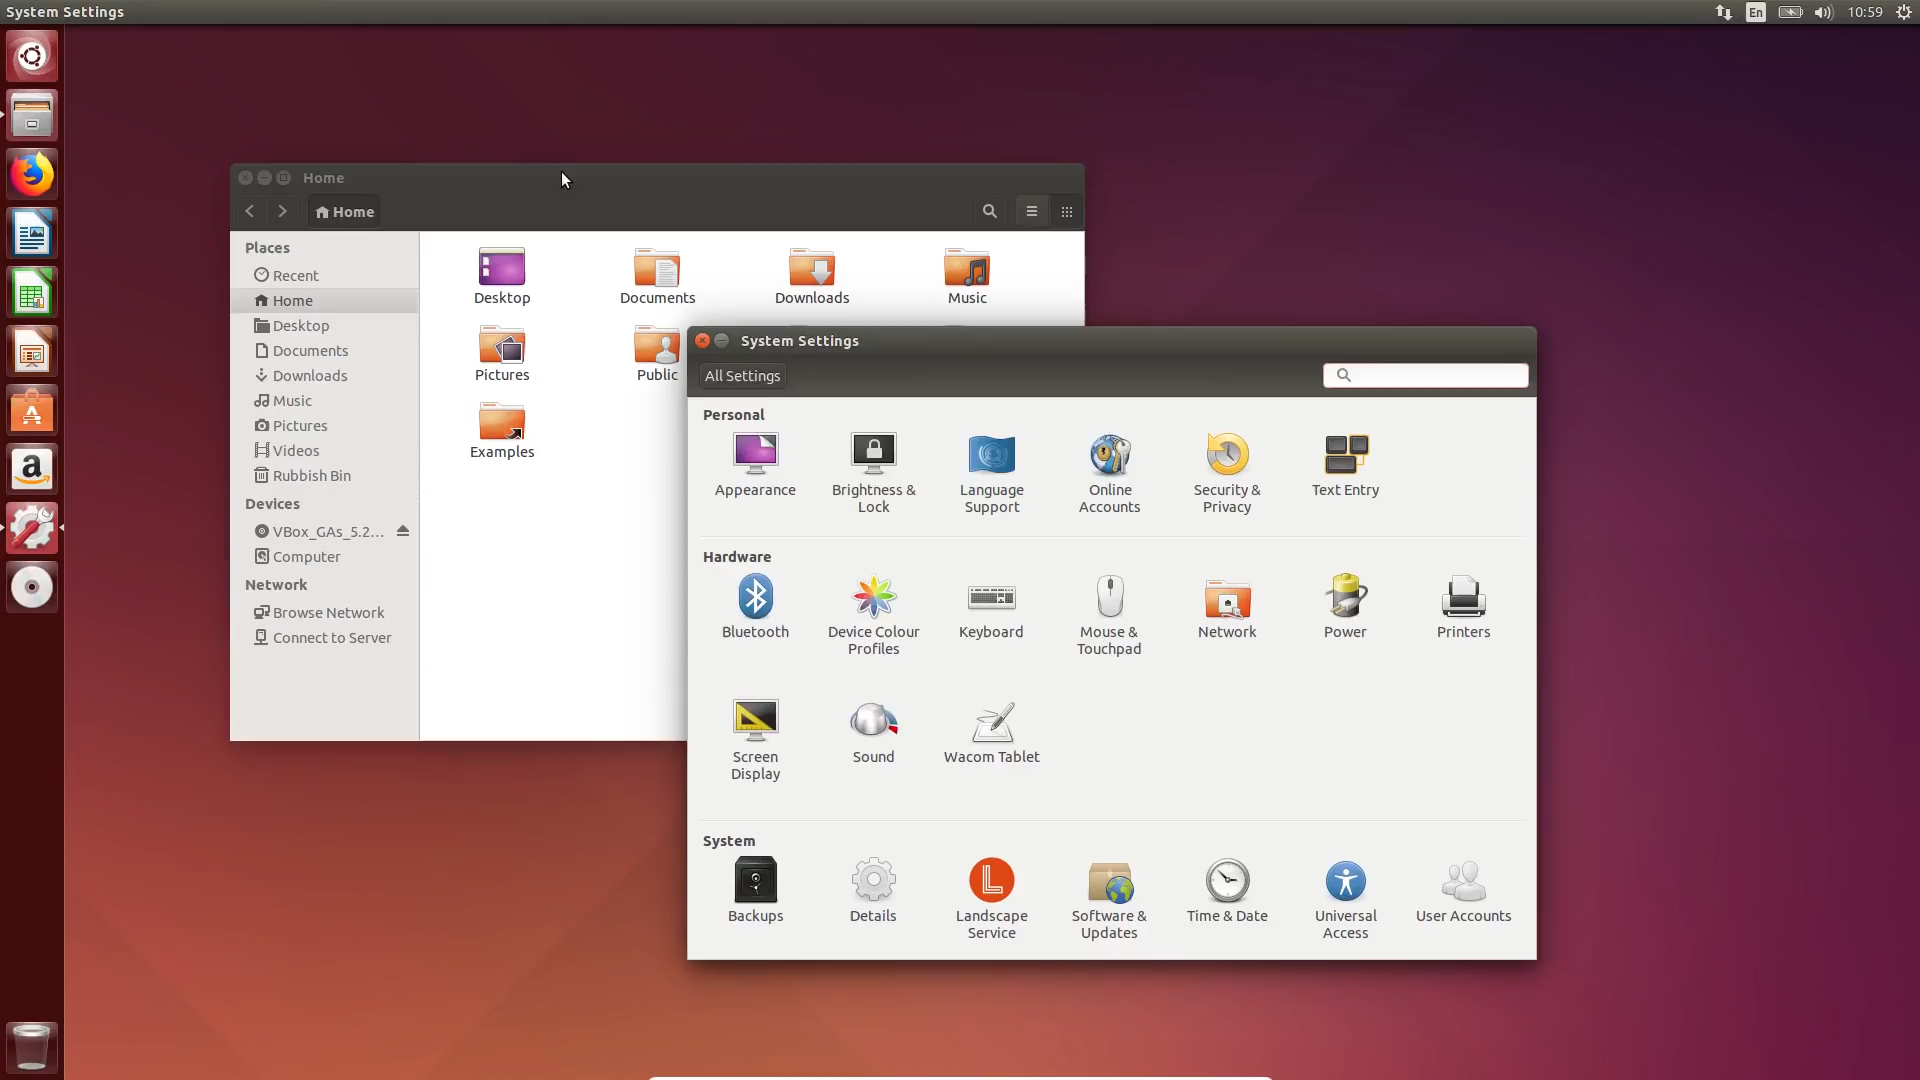 System Settings
En
10:59
Home
Home
Places
Recent
Home
Desktop
Documents
Downloads
Music
Pictures
Videos
Rubbish Bin
Devices
VBox_GAs_5.2...
Computer
Network
Browse Network
Connect to Server
Desktop
Documents
Downloads
Music
Pictures
Public
Examples
System Settings
All Settings
Personal
Appearance
Brightness &
Lock
Language
Support
Online
Accounts
Security &
Privacy
Text Entry
Hardware
Bluetooth
Device Colour
Profiles
Keyboard
Mouse &
Touchpad
Network
Power
Printers
Screen
Display
Sound
Wacom Tablet
System
Backups
Details
Landscape
Service
Software &
Updates
Time & Date
Universal
Access
User Accounts